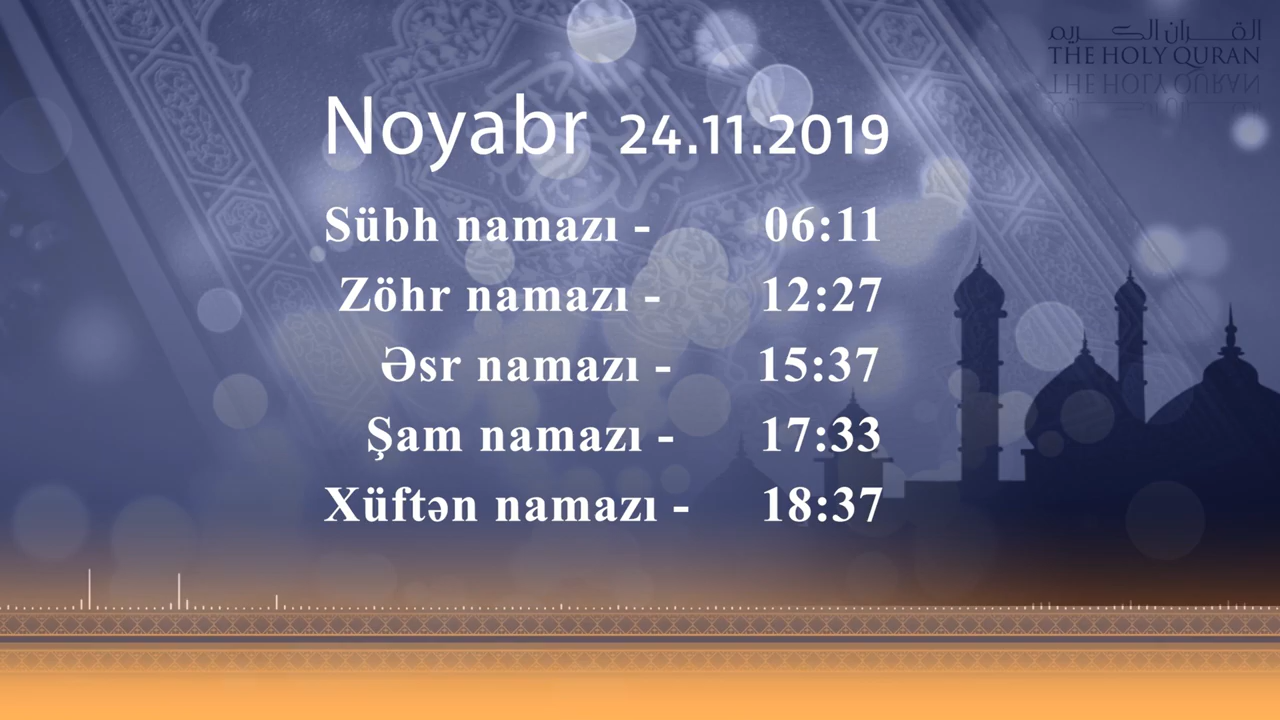 القرآن الكريم
THE HOLY QURAN
Noyabr 24.11.2019
Sübh namazı - 06:11
Zöhr namazı - 12:27
Əsr namazı - 15:37
Şam namazı - 17:33
Xüftən namazı - 18:37